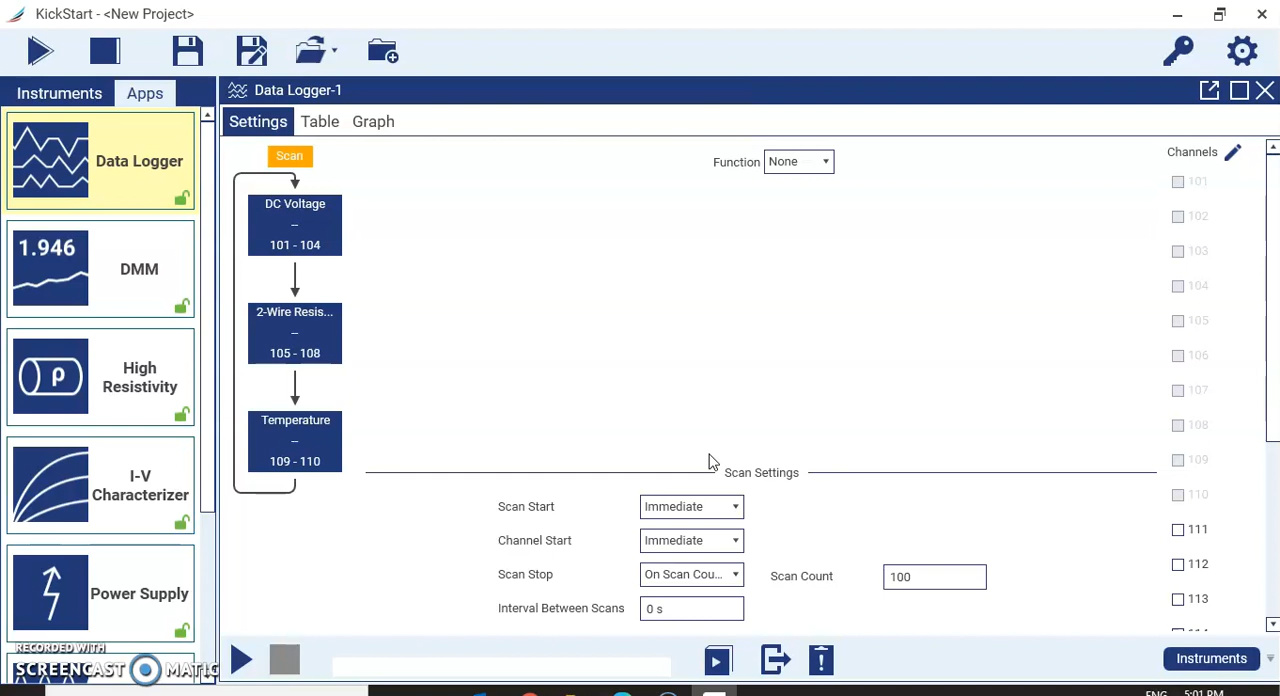 KickStart - <New Project>
Instruments
Apps
Data Logger
1.946
DMM
ρ
High
Resistivity
I-V
Characterizer
Power Supply
RECORDED WITH
SCREENCAST MATIC
Data Logger-1
Settings
Table
Graph
Scan
DC Voltage
--
101 - 104
2-Wire Resis...
--
105 - 108
Temperature
--
109 - 110
Function None
Channels
101
102
103
104
105
106
107
108
109
110
111
112
113
Scan Settings
Scan Start Immediate
Channel Start Immediate
Scan Stop On Scan Cou... Scan Count 100
Interval Between Scans 0 s
Instruments
ENG 5:01 PM